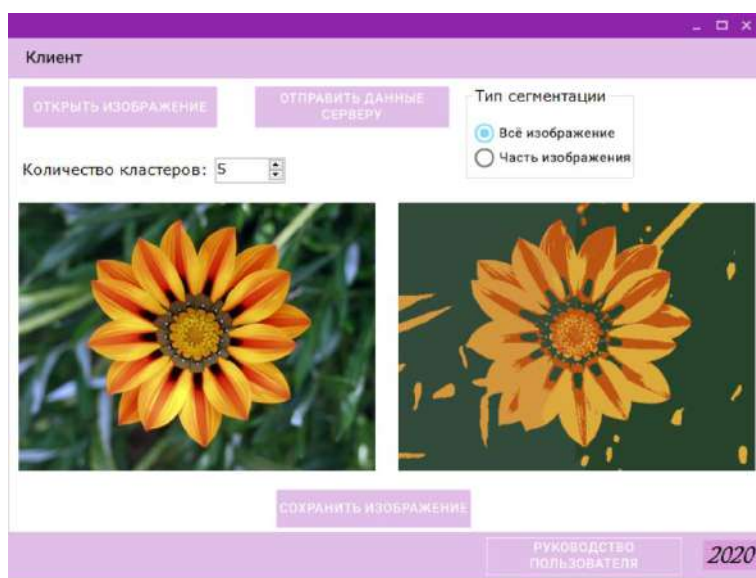 Клиент
ОТКРЫТЬ ИЗОБРАЖЕНИЕ
ОТПРАВИТЬ ДАННЫЕ
СЕРВЕРУ
Тип сегментации
Всё изображение
Часть изображения
Количество кластеров: 5
СОХРАНИТЬ ИЗОБРАЖЕНИЕ
РУКОВОДСТВО
ПОЛЬЗОВАТЕЛЯ
2020